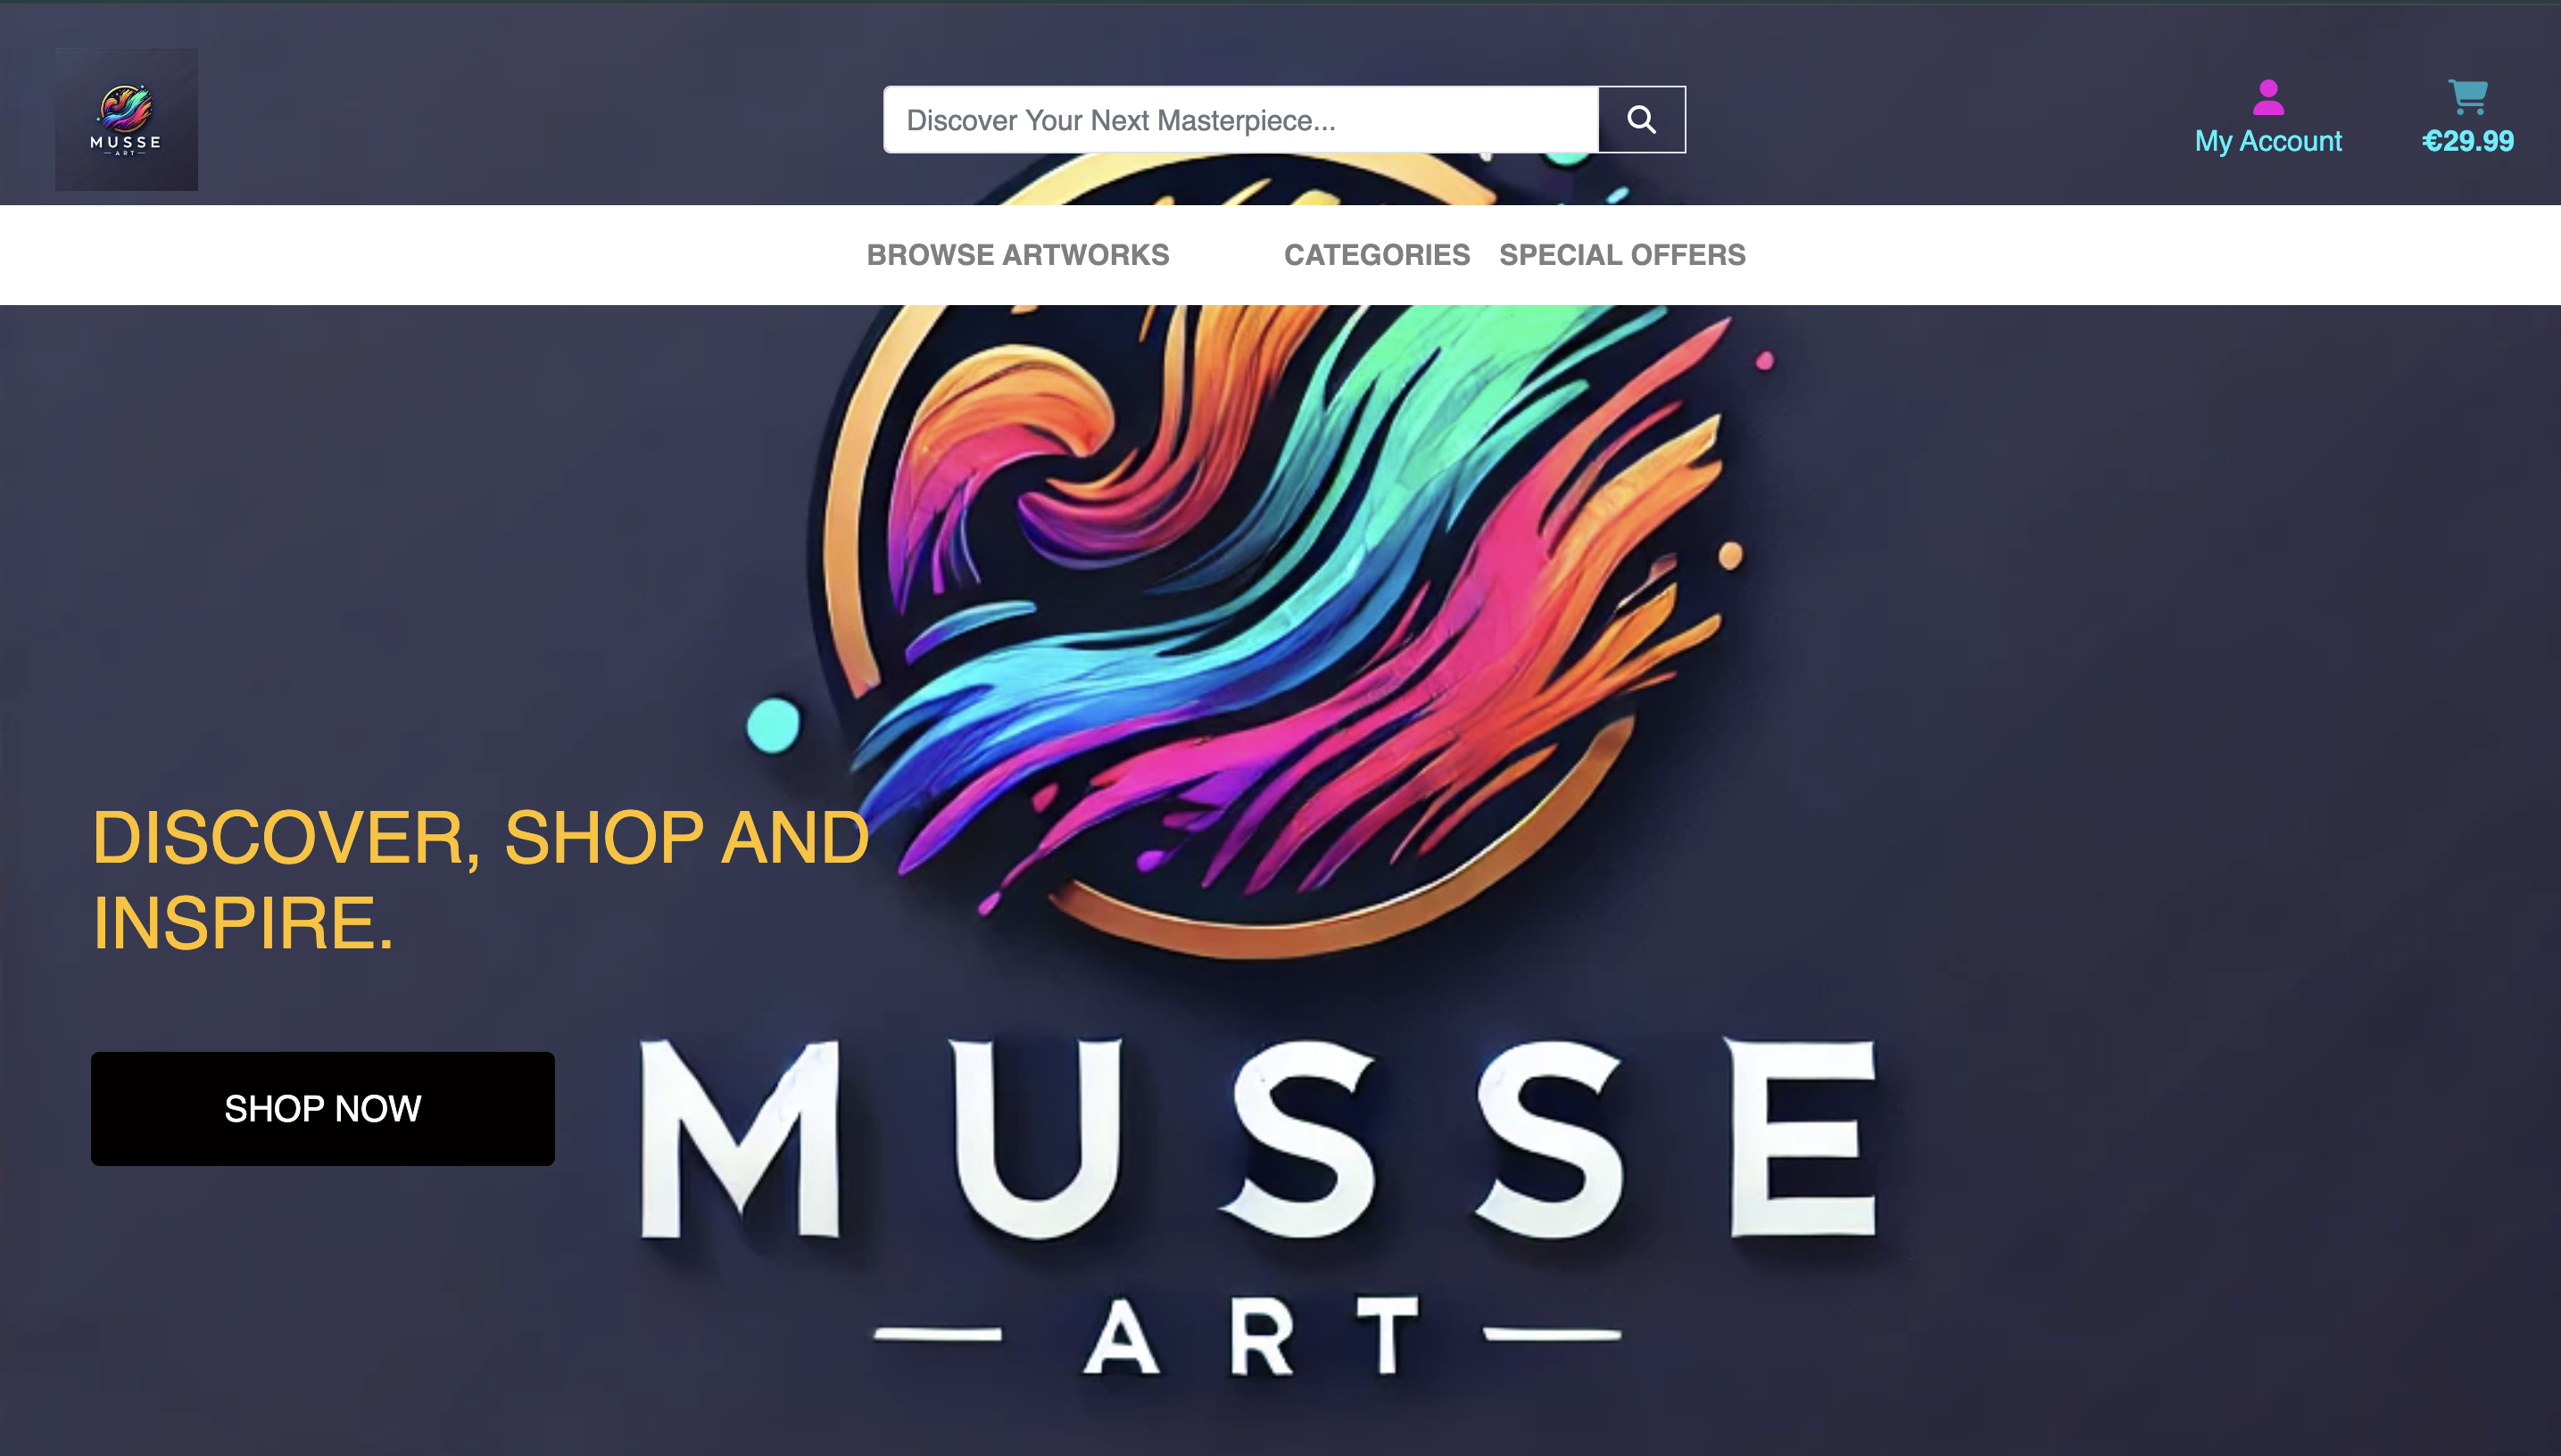 MUSSE
ART
Discover Your Next Masterpiece...
My Account
€29.99
BROWSE ARTWORKS
CATEGORIES
SPECIAL OFFERS
DISCOVER, SHOP AND
INSPIRE.
SHOP NOW
MUSSE
ART